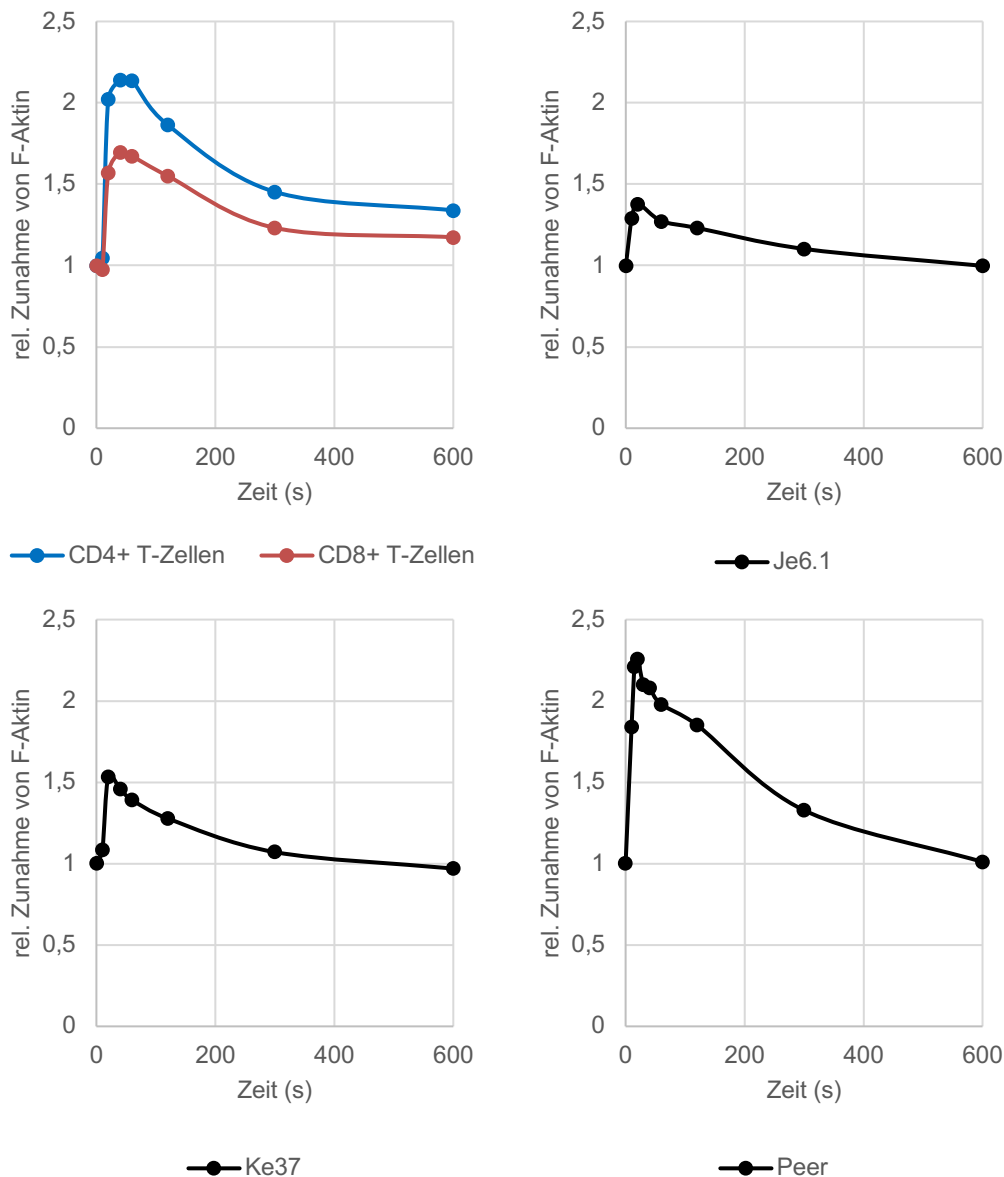 rel. Zunahme von F-Aktin
2,5
2
1,5
1
0,5
0
0 200 400 600
Zeit (s)
CD4+ T-Zellen CD8+ T-Zellen
rel. Zunahme von F-Aktin
2,5
2
1,5
1
0,5
0
0 200 400 600
Zeit (s)
Je6.1
rel. Zunahme von F-Aktin
2,5
2
1,5
1
0,5
0
0 200 400 600
Zeit (s)
Ke37
rel. Zunahme von F-Aktin
2,5
2
1,5
1
0,5
0
0 200 400 600
Zeit (s)
Peer